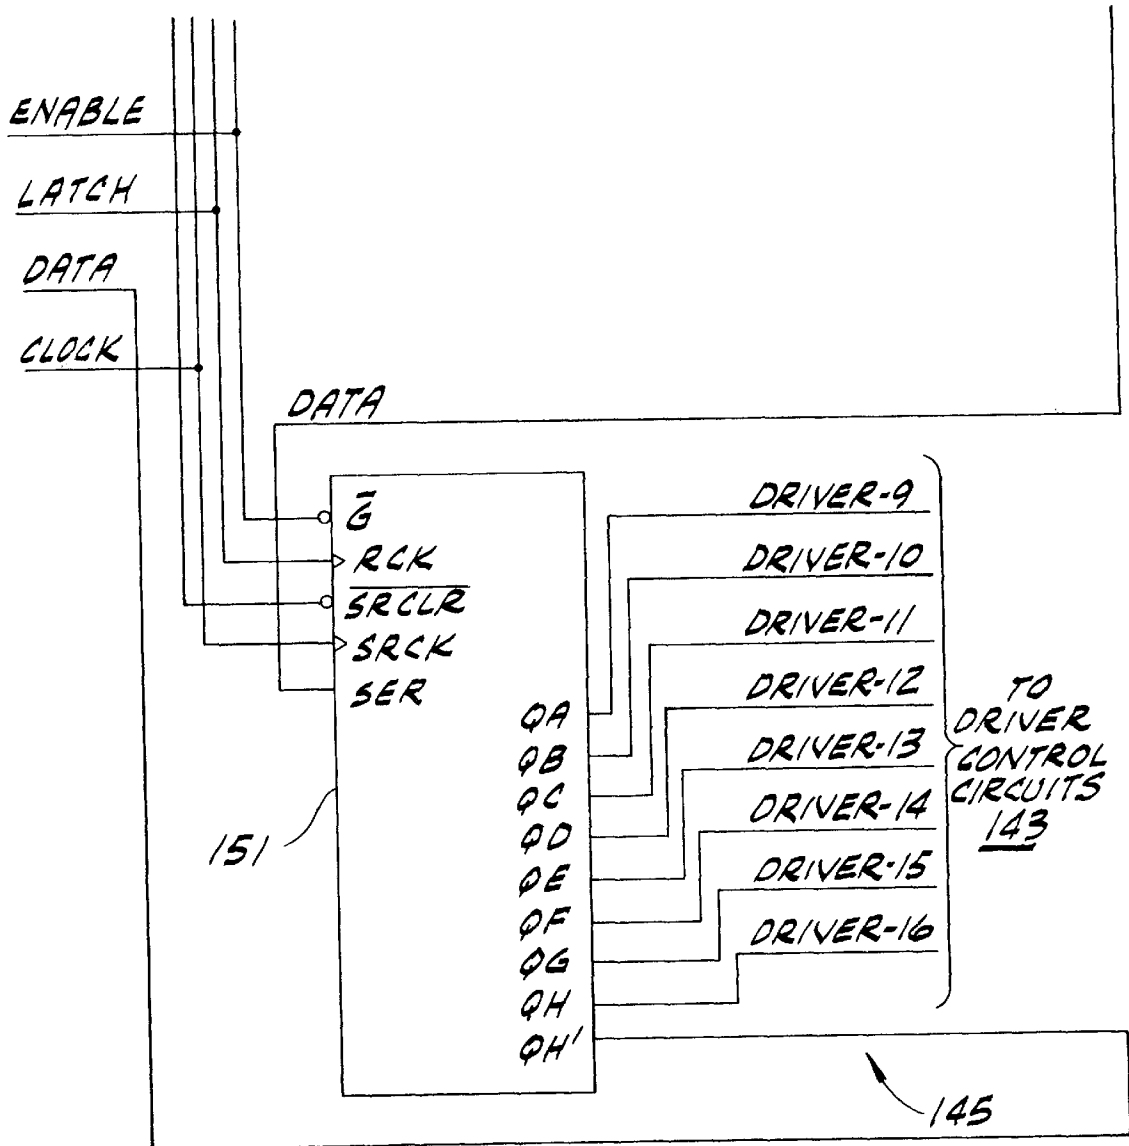 ENABLE
LATCH
DATA
CLOCK
DATA
G̅
RCK
S̅R̅C̅L̅R̅
SRCK
SER
QA
QB
QC
QD
QE
QF
QG
QH
QH'
DRIVER-9
DRIVER-10
DRIVER-11
DRIVER-12
DRIVER-13
DRIVER-14
DRIVER-15
DRIVER-16
TO
DRIVER
CONTROL
CIRCUITS
143
151
145